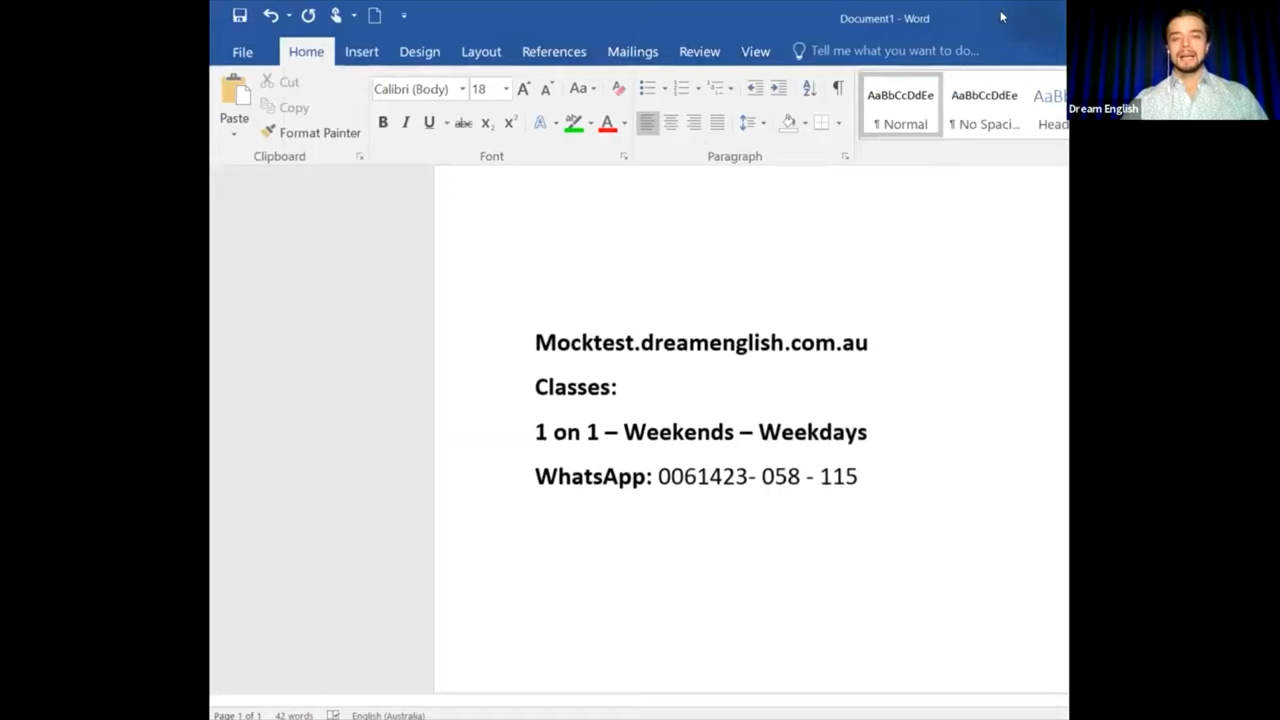 Document1 - Word
File Home Insert Design Layout References Mailings Review View Tell me what you want to do...
Dream English
Paste
Cut
Copy
Format Painter
Clipboard
Calibri (Body) 18
Font
Paragraph
AaBbCcDdEe AaBbCcDdEe AaBb
¶ Normal ¶ No Spaci... Head
Mocktest.dreamenglish.com.au
Classes:
1 on 1 – Weekends – Weekdays
WhatsApp: 0061423- 058 - 115
Page 1 of 1 42 words English (Australia)